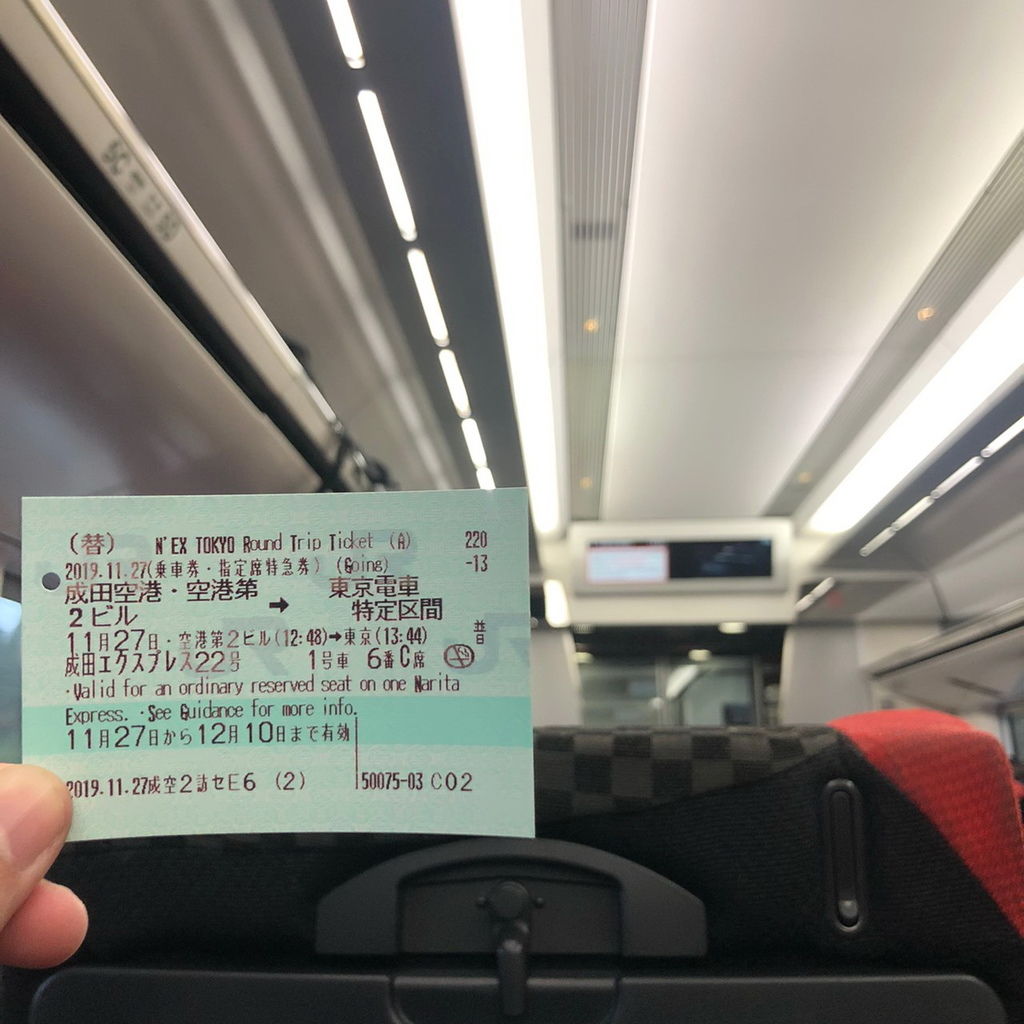 (替) N'EX TOKYO Round Trip Ticket (A) 220
2019.11.27(乗車券・指定席特急券) (Going) -13
成田空港・空港第 → 東京電車
2ビル 特定区間
11月27日・空港第2ビル(12:48)→東京(13:44) 普
成田エクスプレス22号 1号車 6番C席
・Valid for an ordinary reserved seat on one Narita
Express. ・See Guidance for more info.
11月27日から12月10日まで有効
2019.11.27成空2訪セE6 (2) 50075-03 C02